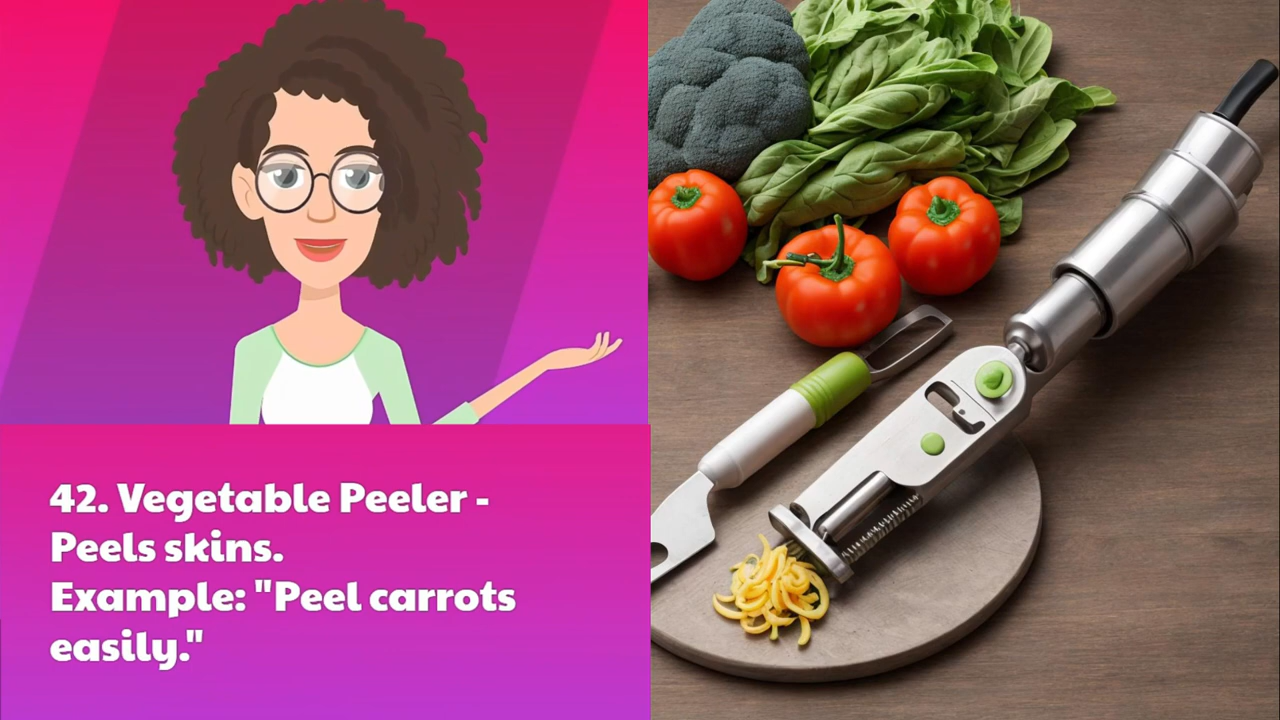 42. Vegetable Peeler -
Peels skins.
Example: "Peel carrots
easily."